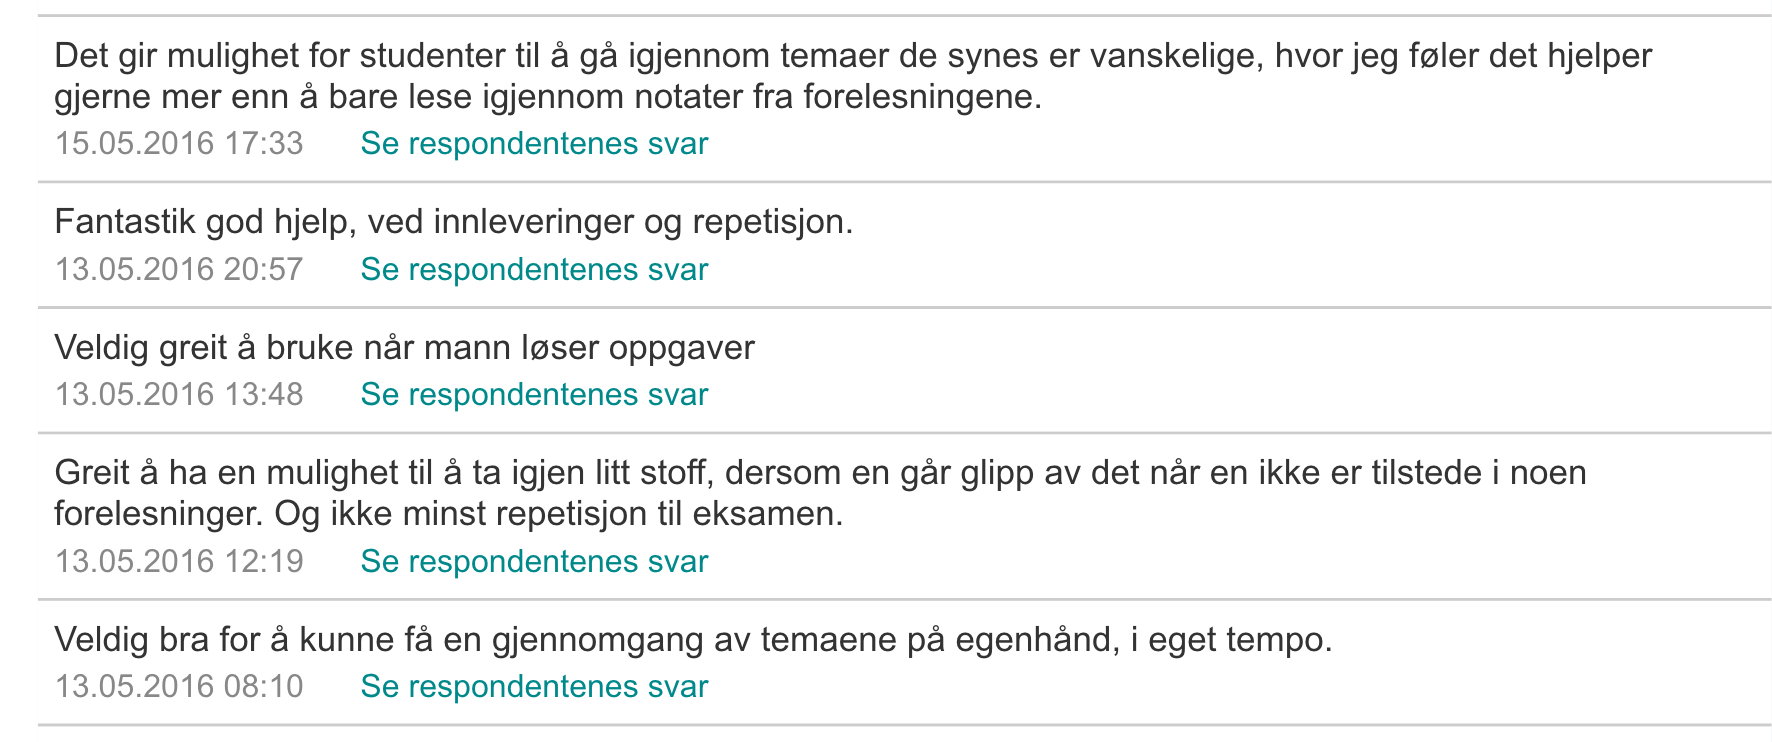 Det gir mulighet for studenter til å gå igjennom temaer de synes er vanskelige, hvor jeg føler det hjelper
gjerne mer enn å bare lese igjennom notater fra forelesningene.
15.05.2016 17:33 Se respondentenes svar
Fantastik god hjelp, ved innleveringer og repetisjon.
13.05.2016 20:57 Se respondentenes svar
Veldig greit å bruke når mann løser oppgaver
13.05.2016 13:48 Se respondentenes svar
Greit å ha en mulighet til å ta igjen litt stoff, dersom en går glipp av det når en ikke er tilstede i noen
forelesninger. Og ikke minst repetisjon til eksamen.
13.05.2016 12:19 Se respondentenes svar
Veldig bra for å kunne få en gjennomgang av temaene på egenhånd, i eget tempo.
13.05.2016 08:10 Se respondentenes svar